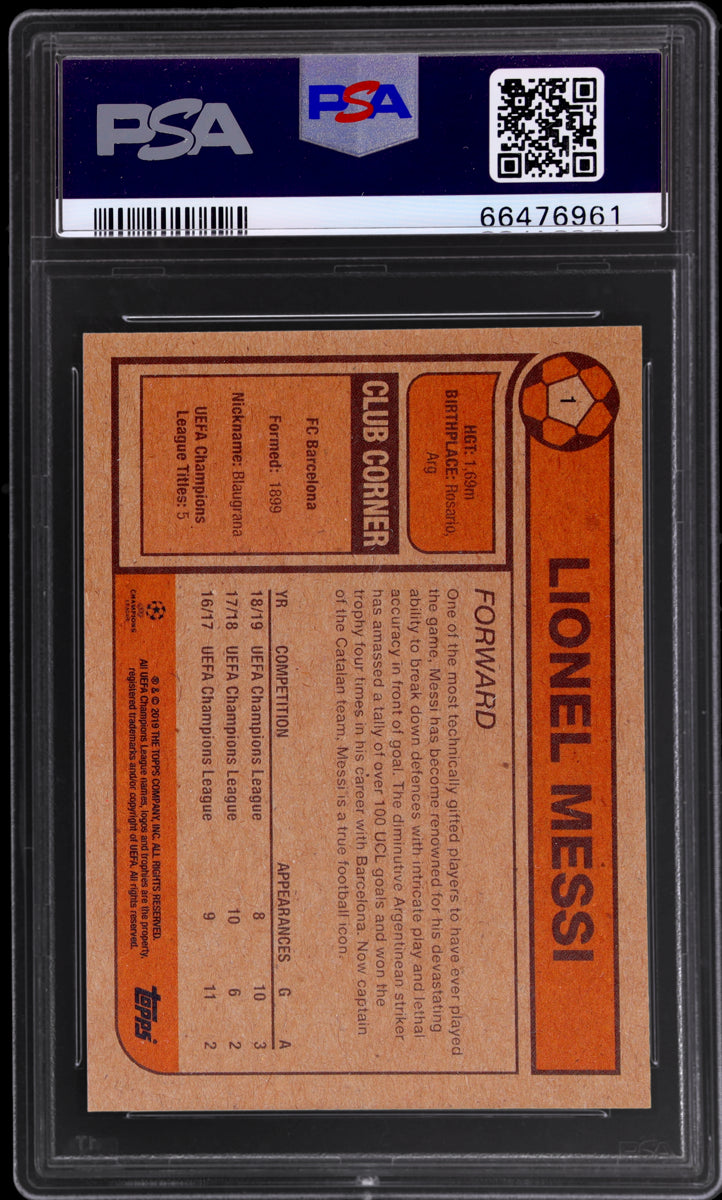 PSA
PSA
66476961
1
LIONEL MESSI
HGT: 1,69m
BIRTHPLACE: Rosario,
Arg
CLUB CORNER
FC Barcelona
Formed: 1899
Nickname: Blaugrana
UEFA Champions
League Titles: 5
FORWARD
One of the most technically gifted players to have ever played
the game, Messi has become renowned for his devastating
ability to break down defences with intricate play and lethal
accuracy in front of goal. The diminutive Argentinean striker
has amassed a tally of over 100 UCL goals and won the
trophy four times in his career with Barcelona. Now captain
of the Catalan team, Messi is a true football icon.
YR COMPETITION APPEARANCES G A
18/19 UEFA Champions League 8 10 3
17/18 UEFA Champions League 10 6 2
16/17 UEFA Champions League 9 11 2
UEFA
CHAMPIONS
LEAGUE
® & © 2019 THE TOPPS COMPANY, INC. ALL RIGHTS RESERVED.
All UEFA Champions League names, logos and trophies are the property,
registered trademarks and/or copyright of UEFA. All rights reserved.
topps
PSA